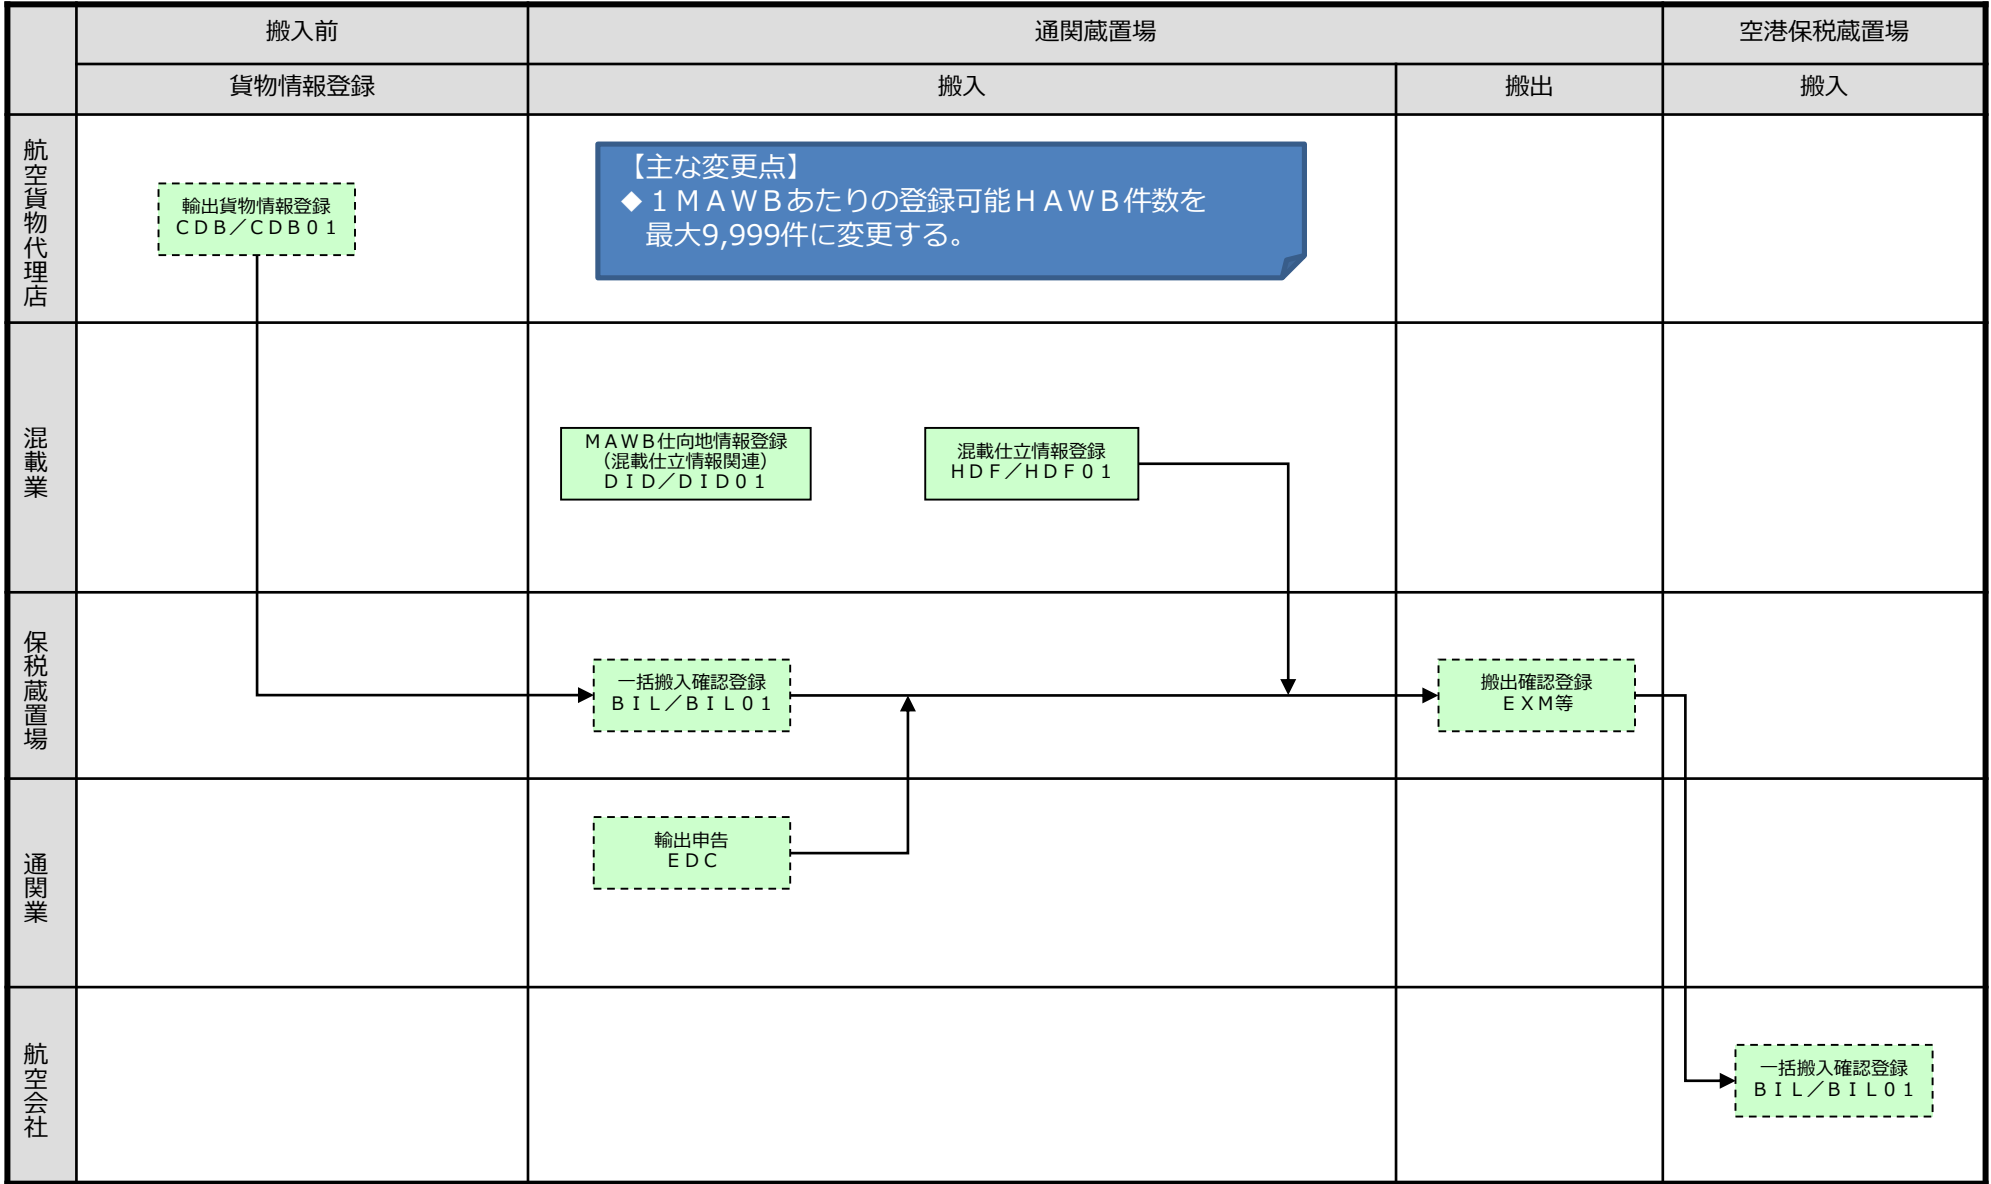 搬入前
通関蔵置場
空港保税蔵置場
貨物情報登録
搬入
搬出
搬入
航空貨物代理店
輸出貨物情報登録
ＣＤＢ／ＣＤＢ０１
【主な変更点】
◆１ＭＡＷＢあたりの登録可能ＨＡＷＢ件数を
最大9,999件に変更する。
混載業
ＭＡＷＢ仕向地情報登録
（混載仕立情報関連）
ＤＩＤ／ＤＩＤ０１
混載仕立情報登録
ＨＤＦ／ＨＤＦ０１
保税蔵置場
一括搬入確認登録
ＢＩＬ／ＢＩＬ０１
搬出確認登録
ＥＸＭ等
通関業
輸出申告
ＥＤＣ
航空会社
一括搬入確認登録
ＢＩＬ／ＢＩＬ０１